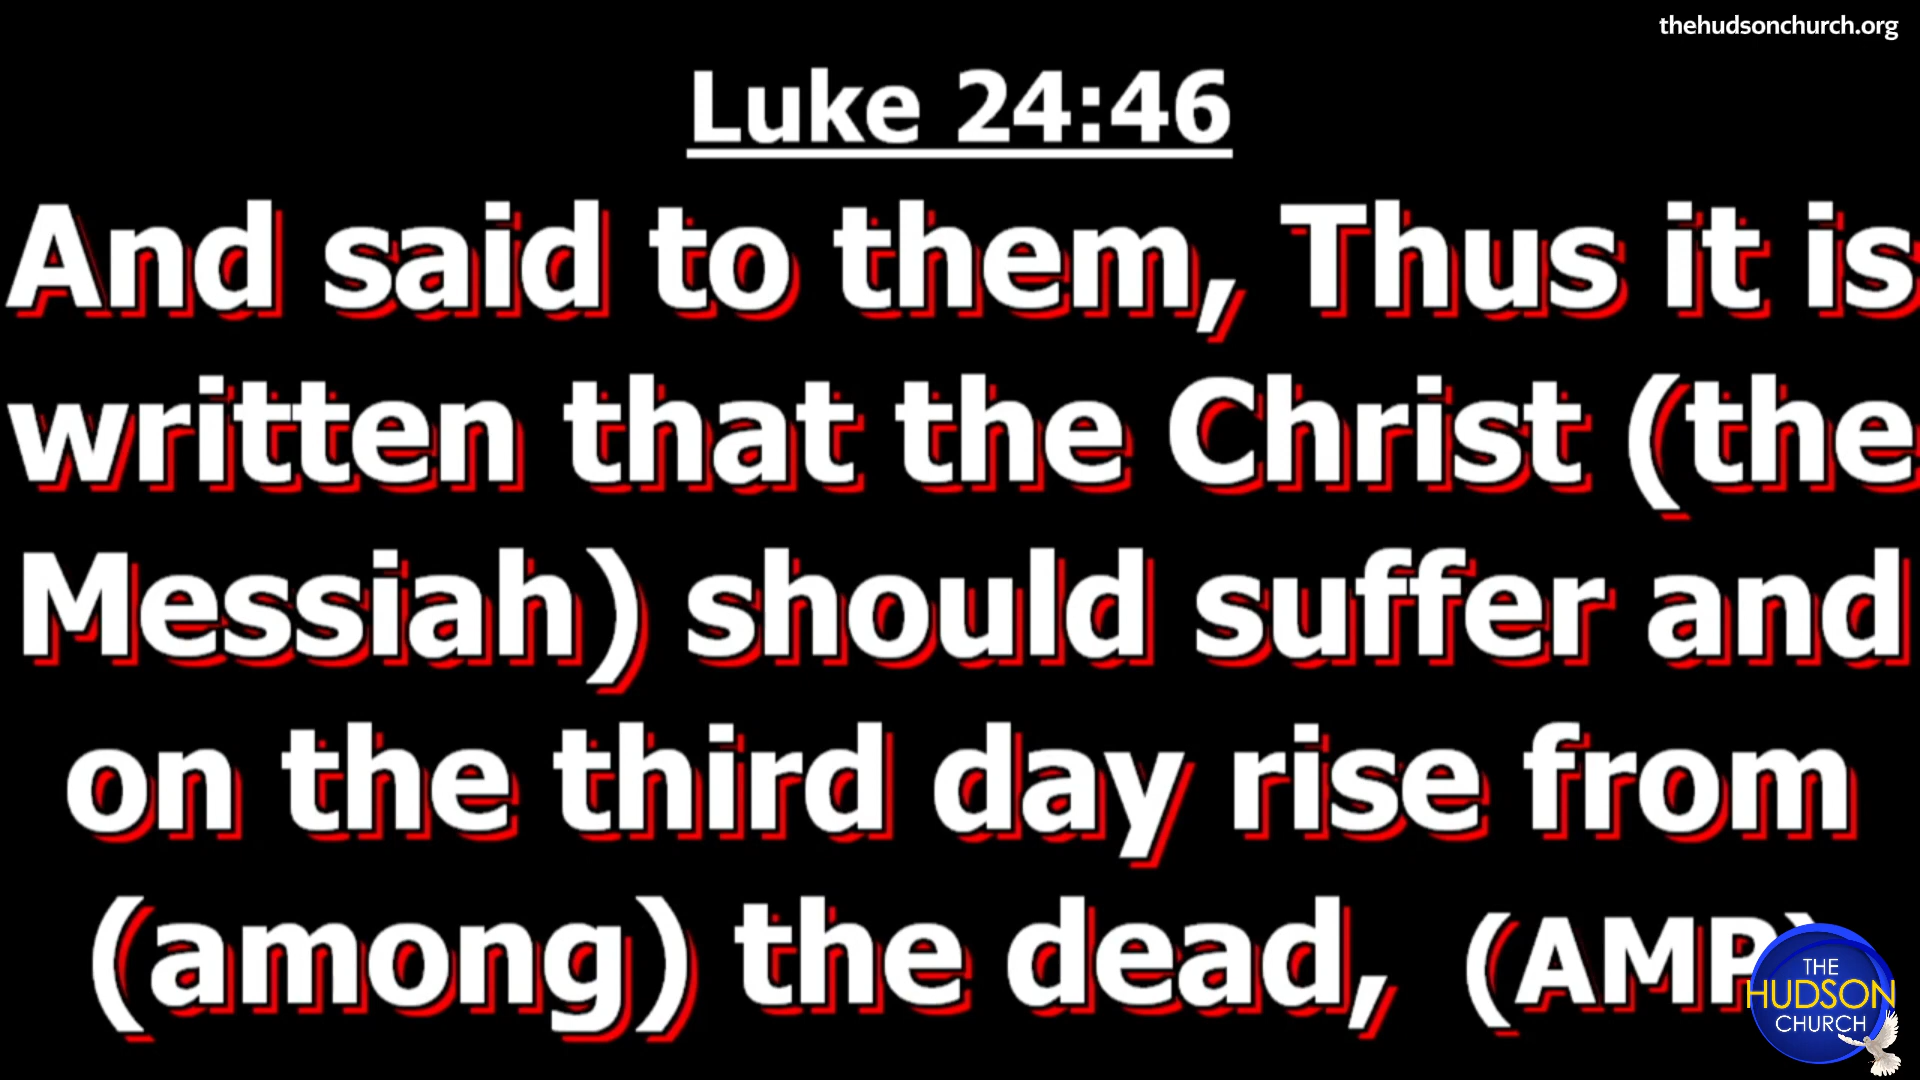 thehudsonchurch.org
Luke 24:46
And said to them, Thus it is
written that the Christ (the
Messiah) should suffer and
on the third day rise from
(among) the dead, (AMP)
THE
HUDSON
CHURCH